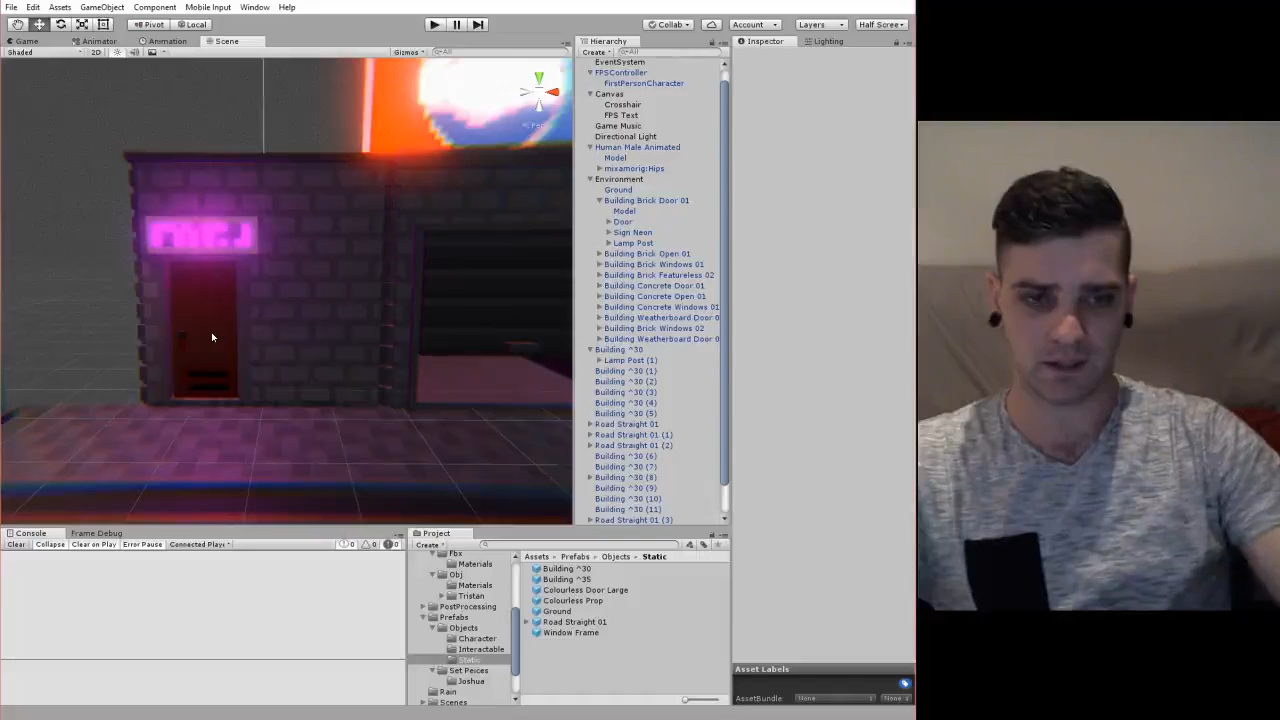 File Edit Assets GameObject Component Mobile Input Window Help
Pivot Local Collab Account Layers Half Scree...
Game Animator Animation Scene Hierarchy Inspector Lighting
Shaded 2D Gizmos Create All
EventSystem
FPSController
FirstPersonCharacter
Canvas
Crosshair
FPS Text
Game Music
Directional Light
Human Male Animated
Model
mixamorig:Hips
Environment
Ground
Building Brick Door 01
Model
Door
Sign Neon
Lamp Post
Building Brick Open 01
Building Brick Windows 01
Building Brick Featureless 02
Building Concrete Door 01
Building Concrete Open 01
Building Concrete Windows 01
Building Weatherboard Door 0
Building Brick Windows 02
Building Weatherboard Door 0
Building ^30
Lamp Post (1)
Building ^30 (1)
Building ^30 (2)
Building ^30 (3)
Building ^30 (4)
Building ^30 (5)
Road Straight 01
Road Straight 01 (1)
Road Straight 01 (2)
Building ^30 (6)
Building ^30 (7)
Building ^30 (8)
Building ^30 (9)
Building ^30 (10)
Building ^30 (11)
Road Straight 01 (3)
Console Frame Debug
Clear Collapse Clear on Play Error Pause Connected Play 0 0 0
Project
Create
Fbx
Materials
Obj
Materials
Tristan
PostProcessing
Prefabs
Objects
Character
Interactable
Static
Set Peices
Joshua
Rain
Scenes
Assets Prefabs Objects Static
Building ^30
Building ^35
Colourless Door Large
Colourless Prop
Ground
Road Straight 01
Window Frame
Asset Labels
AssetBundle None None